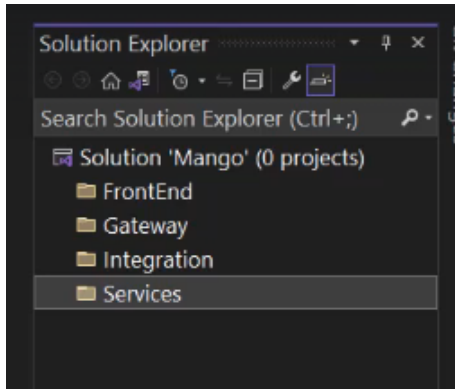 Solution Explorer
Search Solution Explorer (Ctrl+;)
Solution 'Mango' (0 projects)
FrontEnd
Gateway
Integration
Services